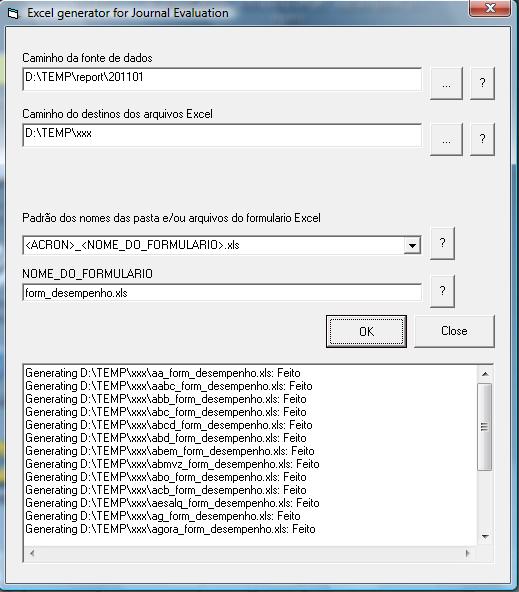 Excel generator for Journal Evaluation
Caminho da fonte de dados
D:\TEMP\report\201101
... ?
Caminho do destinos dos arquivos Excel
D:\TEMP\xxx
... ?
Padrão dos nomes das pasta e/ou arquivos do formulario Excel
<ACRON>_<NOME_DO_FORMULARIO>.xls
?
NOME_DO_FORMULÁRIO
form_desempenho.xls
?
OK Close
Generating D:\TEMP\xxx\aa_form_desempenho.xls: Feito
Generating D:\TEMP\xxx\aabc_form_desempenho.xls: Feito
Generating D:\TEMP\xxx\abb_form_desempenho.xls: Feito
Generating D:\TEMP\xxx\abc_form_desempenho.xls: Feito
Generating D:\TEMP\xxx\abcd_form_desempenho.xls: Feito
Generating D:\TEMP\xxx\abd_form_desempenho.xls: Feito
Generating D:\TEMP\xxx\abem_form_desempenho.xls: Feito
Generating D:\TEMP\xxx\abmvz_form_desempenho.xls: Feito
Generating D:\TEMP\xxx\abo_form_desempenho.xls: Feito
Generating D:\TEMP\xxx\acb_form_desempenho.xls: Feito
Generating D:\TEMP\xxx\aesalq_form_desempenho.xls: Feito
Generating D:\TEMP\xxx\ag_form_desempenho.xls: Feito
Generating D:\TEMP\xxx\agora_form_desempenho.xls: Feito